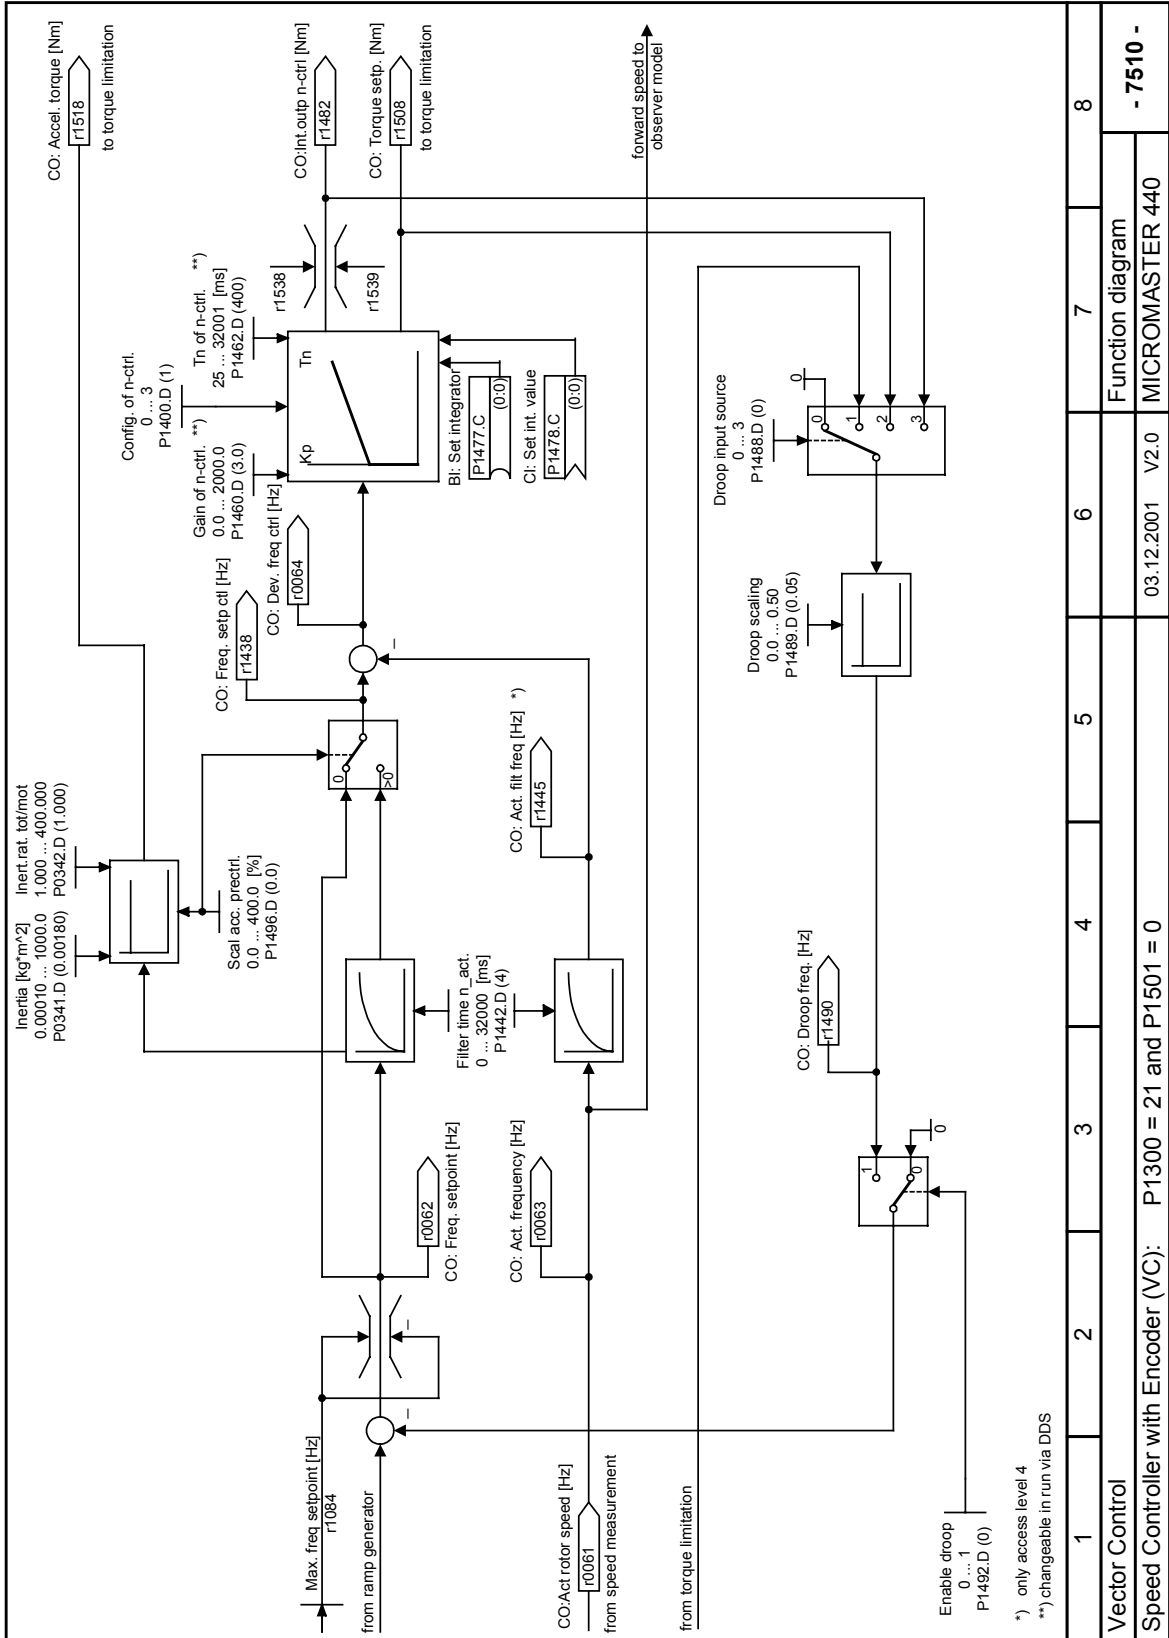 Inertia [kg*m^2]
0.00010 ... 1000.0
P0341.D (0.00180)
Inert.rat. tot/mot
1.000 ... 400.000
P0342.D (1.000)
CO: Accel. torque [Nm]
r1518
to torque limitation
Scal acc. prectrl.
0.0 ... 400.0 [%]
P1496.D (0.0)
Config. of n-ctrl.
0 ... 3
P1400.D (1)
Gain of n-ctrl. **)
0.0 ... 2000.0
P1460.D (3.0)
Tn of n-ctrl. **)
25 ... 32001 [ms]
P1462.D (400)
CO: Freq. setp ctl [Hz]
r1438
CO: Dev. freq ctrl [Hz]
r0064
Kp
Tn
r1538
r1539
CO:Int.outp n-ctrl [Nm]
r1482
CO: Torque setp. [Nm]
r1508
to torque limitation
Max. freq setpoint [Hz]
r1084
from ramp generator
–
–
r0062
CO: Freq. setpoint [Hz]
Filter time n_act.
0 ... 32000 [ms]
P1442.D (4)
0
>0
–
BI: Set integrator
P1477.C
(0:0)
CI: Set int. value
P1478.C
(0:0)
CO: Act. frequency [Hz]
r0063
CO: Act. filt freq [Hz] *)
r1445
CO:Act rotor speed [Hz]
r0061
from speed measurement
forward speed to
observer model
from torque limitation
Droop input source
0 ... 3
P1488.D (0)
0
0
1
2
3
Droop scaling
0.0 ... 0.50
P1489.D (0.05)
CO: Droop freq. [Hz]
r1490
1
0
0
Enable droop
0 ... 1
P1492.D (0)
*) only access level 4
**) changeable in run via DDS
1
2
3
4
5
6
7
8
Vector Control
Function diagram
- 7510 -
Speed Controller with Encoder (VC): P1300 = 21 and P1501 = 0
03.12.2001 V2.0
MICROMASTER 440